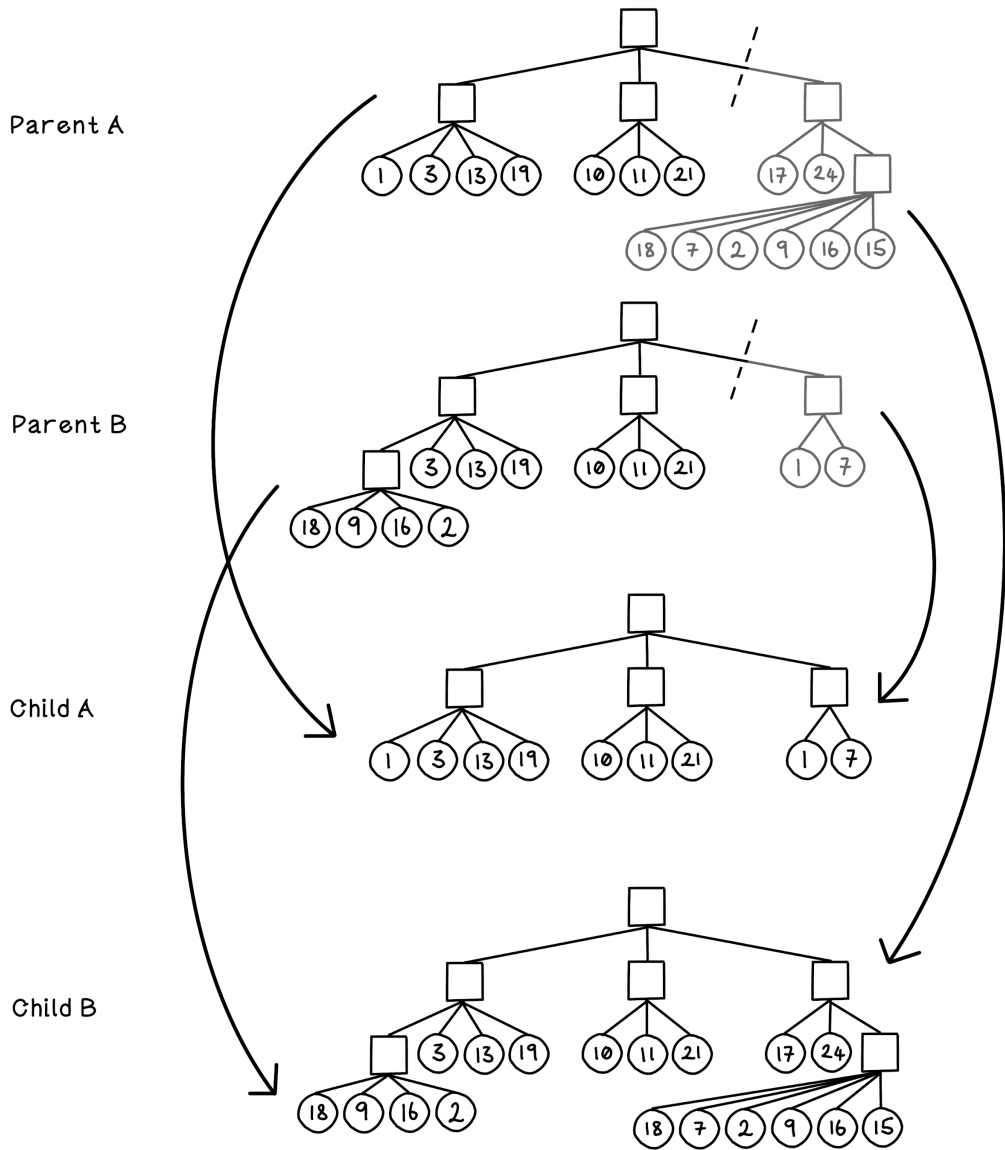 Parent A
1 3 13 19 10 11 21 17 24
18 7 2 9 16 15
Parent B
3 13 19 10 11 21 1 7
18 9 16 2
Child A
1 3 13 19 10 11 21 1 7
Child B
3 13 19 10 11 21 17 24
18 9 16 2 18 7 2 9 16 15